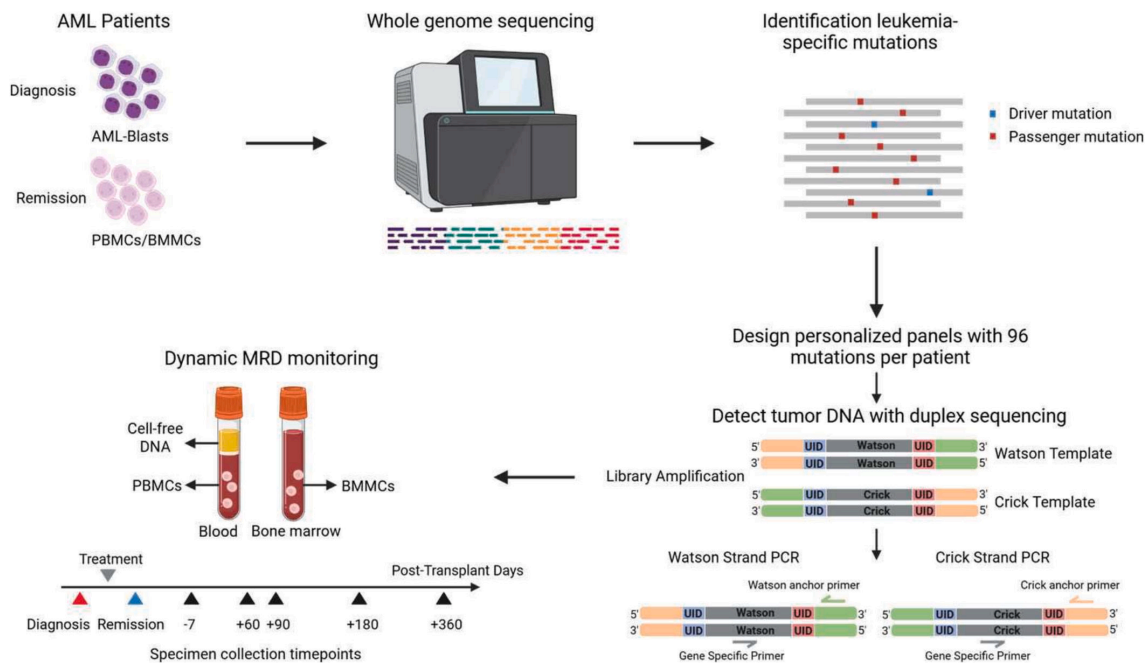 AML Patients
Diagnosis
AML-Blasts
Remission
PBMCs/BMMCs
Whole genome sequencing
Identification leukemia-
specific mutations
Driver mutation
Passenger mutation
Design personalized panels with 96
mutations per patient
Detect tumor DNA with duplex sequencing
5' UID Watson UID 3'
3' UID Watson UID 5'
Watson Template
Library Amplification
5' UID Crick UID 3'
3' UID Crick UID 5'
Crick Template
Watson Strand PCR
Watson anchor primer
5' UID Watson UID 3'
3' UID Watson UID 5'
Gene Specific Primer
Crick Strand PCR
Crick anchor primer
5' UID Crick UID 3'
3' UID Crick UID 5'
Gene Specific Primer
Dynamic MRD monitoring
Cell-free
DNA
PBMCs
BMMCs
Blood
Bone marrow
Treatment
Post-Transplant Days
Diagnosis Remission -7 +60 +90 +180 +360
Specimen collection timepoints